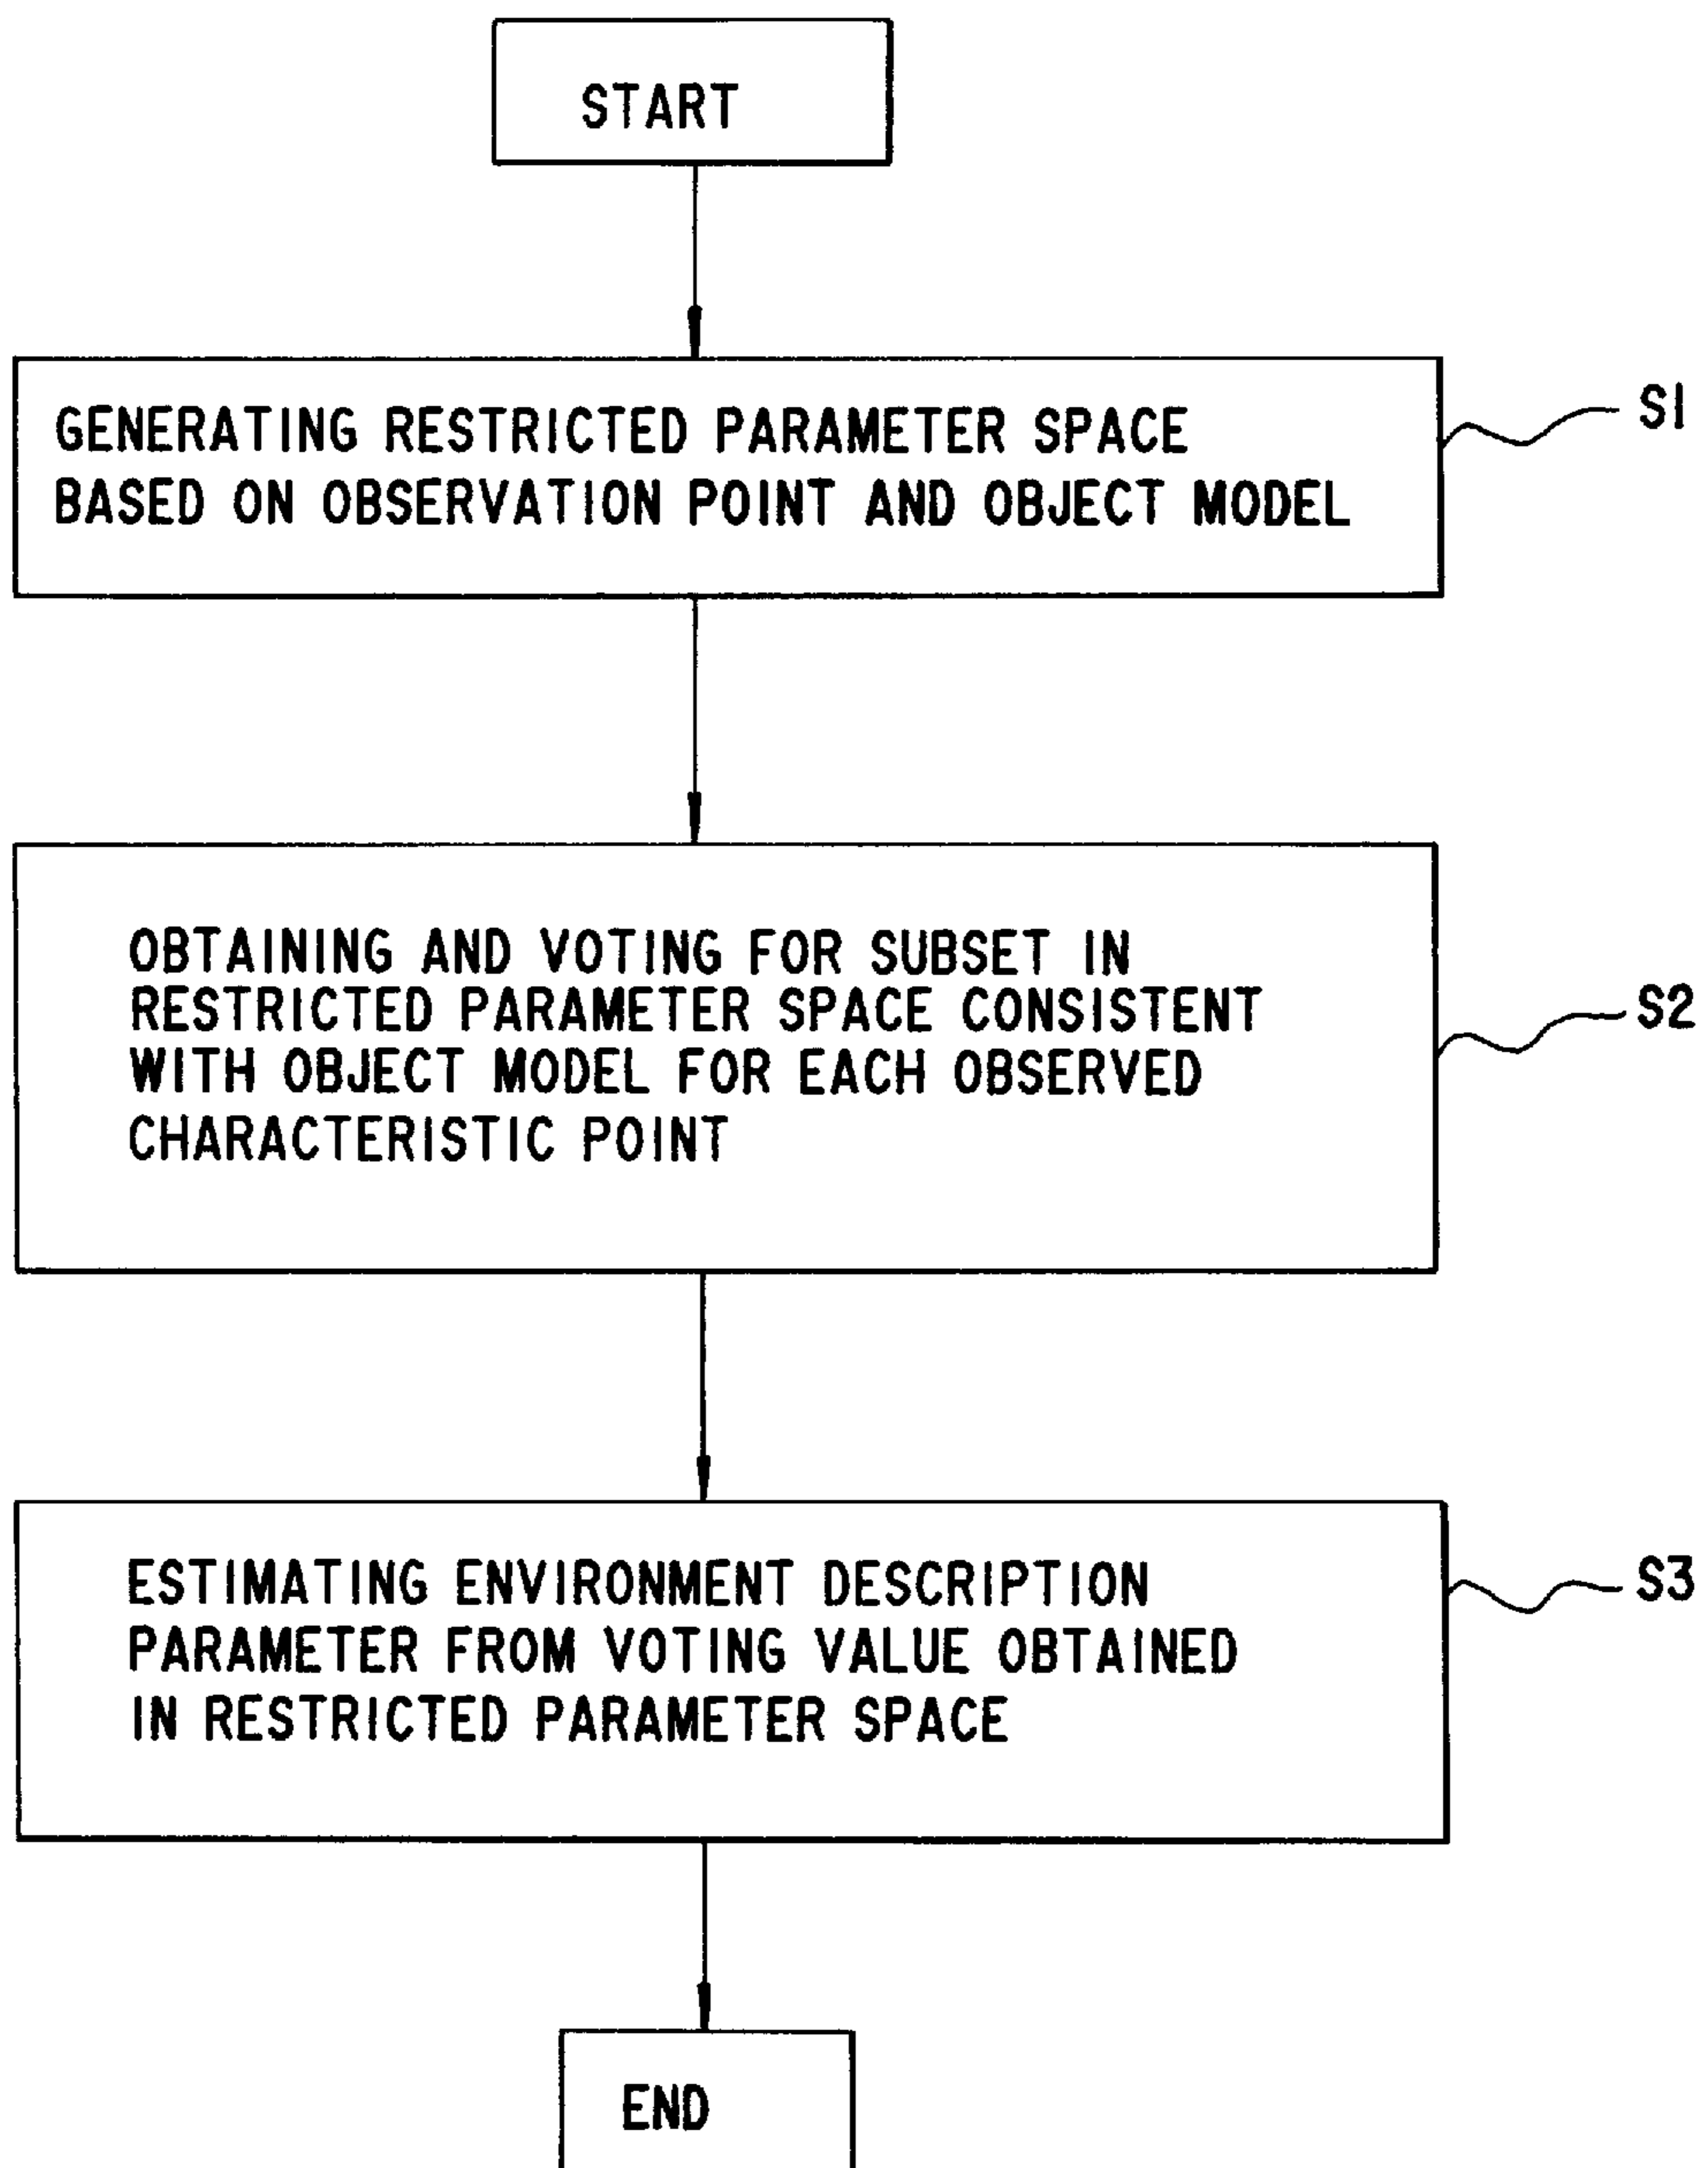 START
GENERATING RESTRICTED PARAMETER SPACE
BASED ON OBSERVATION POINT AND OBJECT MODEL
S1
OBTAINING AND VOTING FOR SUBSET IN
RESTRICTED PARAMETER SPACE CONSISTENT
WITH OBJECT MODEL FOR EACH OBSERVED
CHARACTERISTIC POINT
S2
ESTIMATING ENVIRONMENT DESCRIPTION
PARAMETER FROM VOTING VALUE OBTAINED
IN RESTRICTED PARAMETER SPACE
S3
END